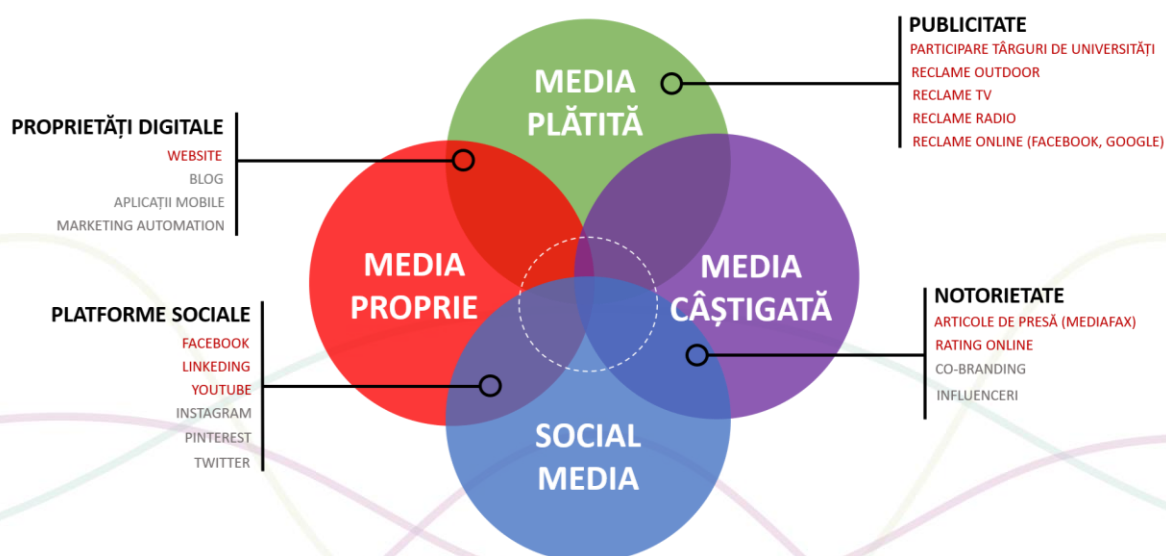 PUBLICITATE
PARTICIPARE TÂRGURI DE UNIVERSITĂȚI
RECLAME OUTDOOR
RECLAME TV
RECLAME RADIO
RECLAME ONLINE (FACEBOOK, GOOGLE)
MEDIA
PLĂTITĂ
PROPRIETĂȚI DIGITALE
WEBSITE
BLOG
APLICAȚII MOBILE
MARKETING AUTOMATION
MEDIA
PROPRIE
MEDIA
CÂȘTIGATĂ
PLATFORME SOCIALE
FACEBOOK
LINKEDING
YOUTUBE
INSTAGRAM
PINTEREST
TWITTER
NOTORIETATE
ARTICOLE DE PRESĂ (MEDIAFAX)
RATING ONLINE
CO-BRANDING
INFLUENCERI
SOCIAL
MEDIA